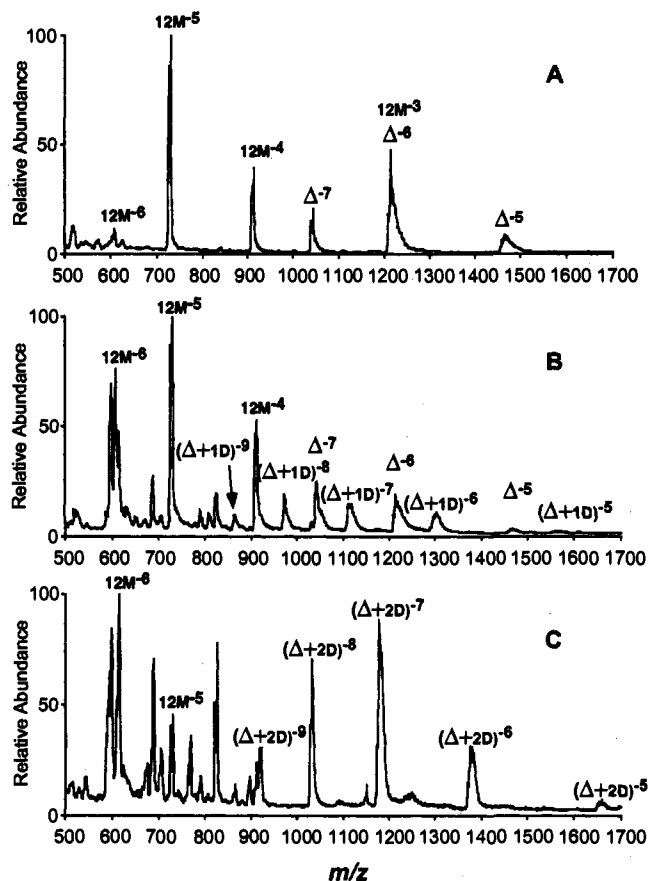 12M-5
100
A
Relative Abundance
12M-3
Δ-6
12M-4
50
Δ-7
12M-6
Δ-5
0
500 600 700 800 900 1000 1100 1200 1300 1400 1500 1600 1700
12M-5
100
B
Relative Abundance
12M-6
12M-4
50
(Δ+1D)-9
Δ-7
(Δ+1D)-8
Δ-6
(Δ+1D)-7
(Δ+1D)-6
Δ-5
(Δ+1D)-5
0
500 600 700 800 900 1000 1100 1200 1300 1400 1500 1600 1700
12M-6
100
(Δ+2D)-7
C
Relative Abundance
(Δ+2D)-8
50
12M-5
(Δ+2D)-9
(Δ+2D)-6
(Δ+2D)-5
0
500 600 700 800 900 1000 1100 1200 1300 1400 1500 1600 1700
m/z